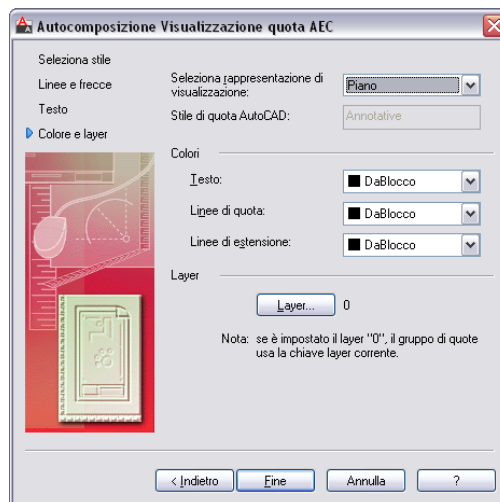 Autocomposizione Visualizzazione quota AEC
Seleziona stile
Linee e frecce
Testo
Colore e layer
Seleziona rappresentazione di visualizzazione:
Piano
Stile di quota AutoCAD:
Annotative
Colori
Testo:
DaBlocco
Linee di quota:
DaBlocco
Linee di estensione:
DaBlocco
Layer
Layer...
0
Nota: se è impostato il layer "0", il gruppo di quote
usa la chiave layer corrente.
< Indietro
Fine
Annulla
?